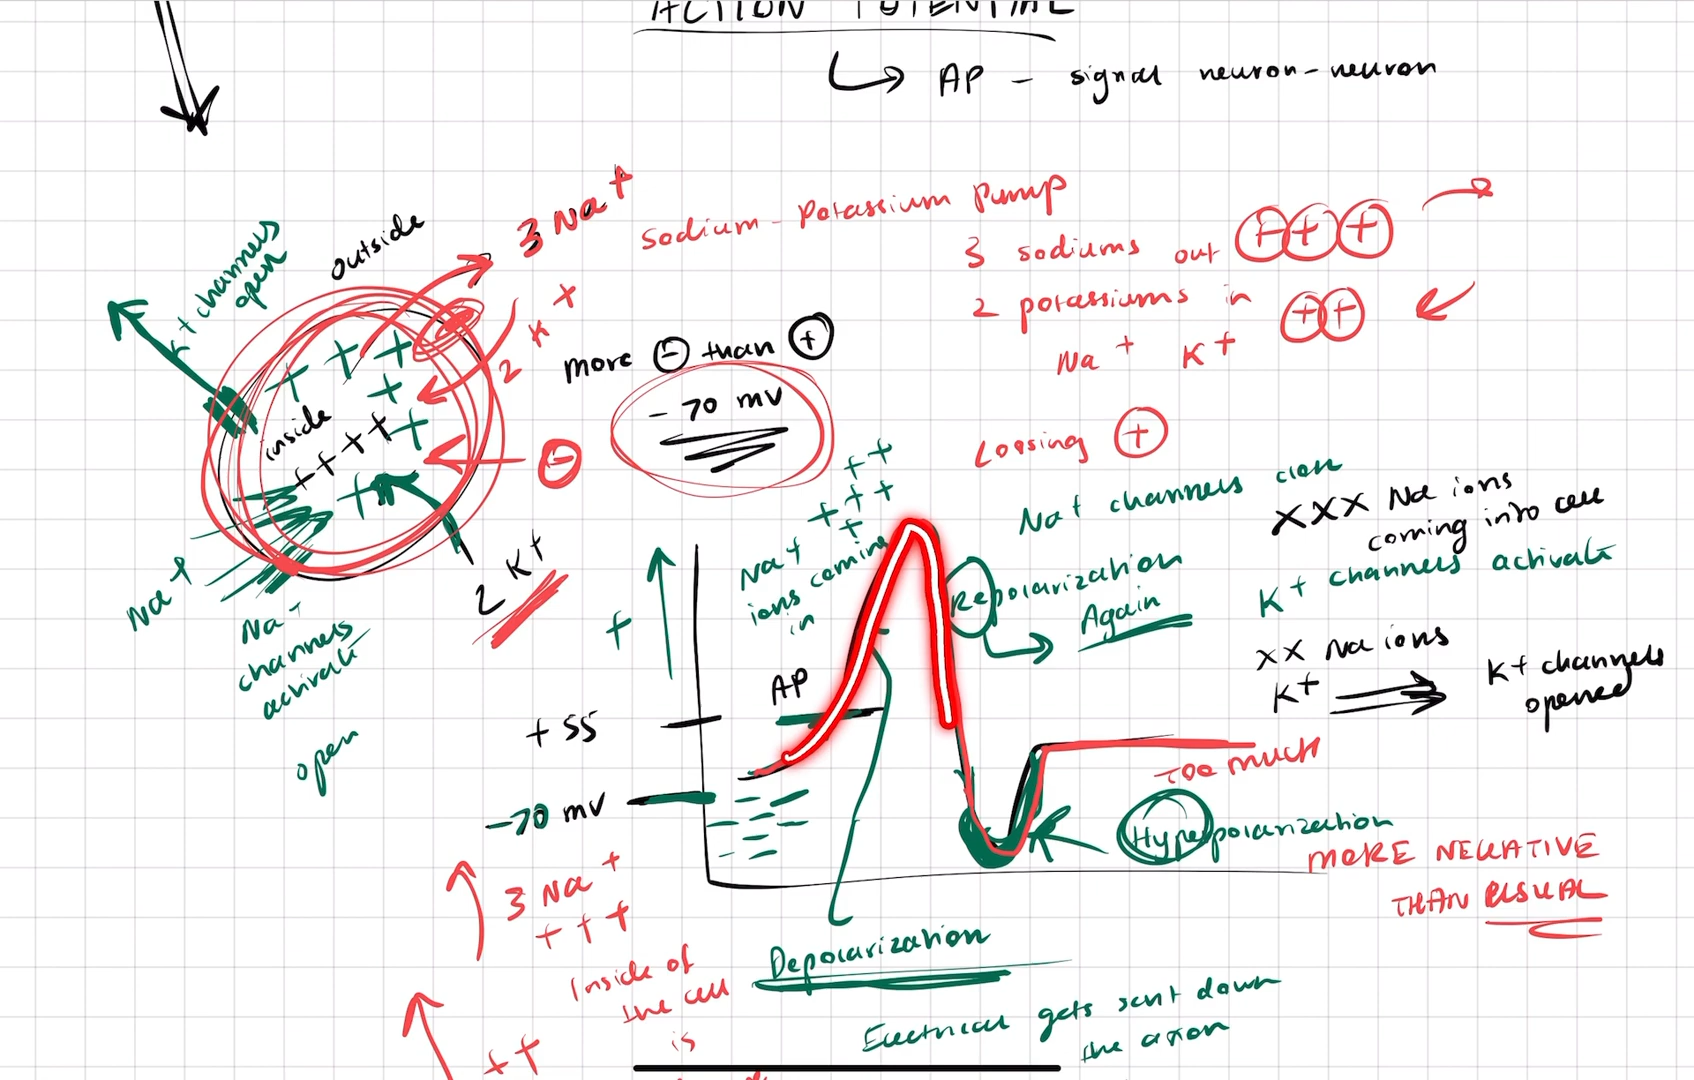 ACTION POTENTIAL
AP - signal neuron-neuron
K+ channels
open
outside
3 Na+
2 K+
Sodium-Potassium Pump
3 sodiums out +++
2 potassiums in ++
Na+ K+
more - than +
- 70 mv
inside
+ + + + + +
+ + + +
-
Loosing +
+ +
+ + +
+
Na+
ions coming
in
Na+ channels close
XXX Na ions
coming into cell
K+ channels activate
Repolarization
Again
XX Na ions
K+
K+ channels
opened
Na+
Na+
channels
activate
open
2 K+
+
AP
+ 55
-70 mv
Too much
Hyperpolarization
MORE NEGATIVE
THAN USUAL
3 Na+
+ + +
Inside of
the cell
is
+ +
Depolarization
Electrical gets sent down
the axon